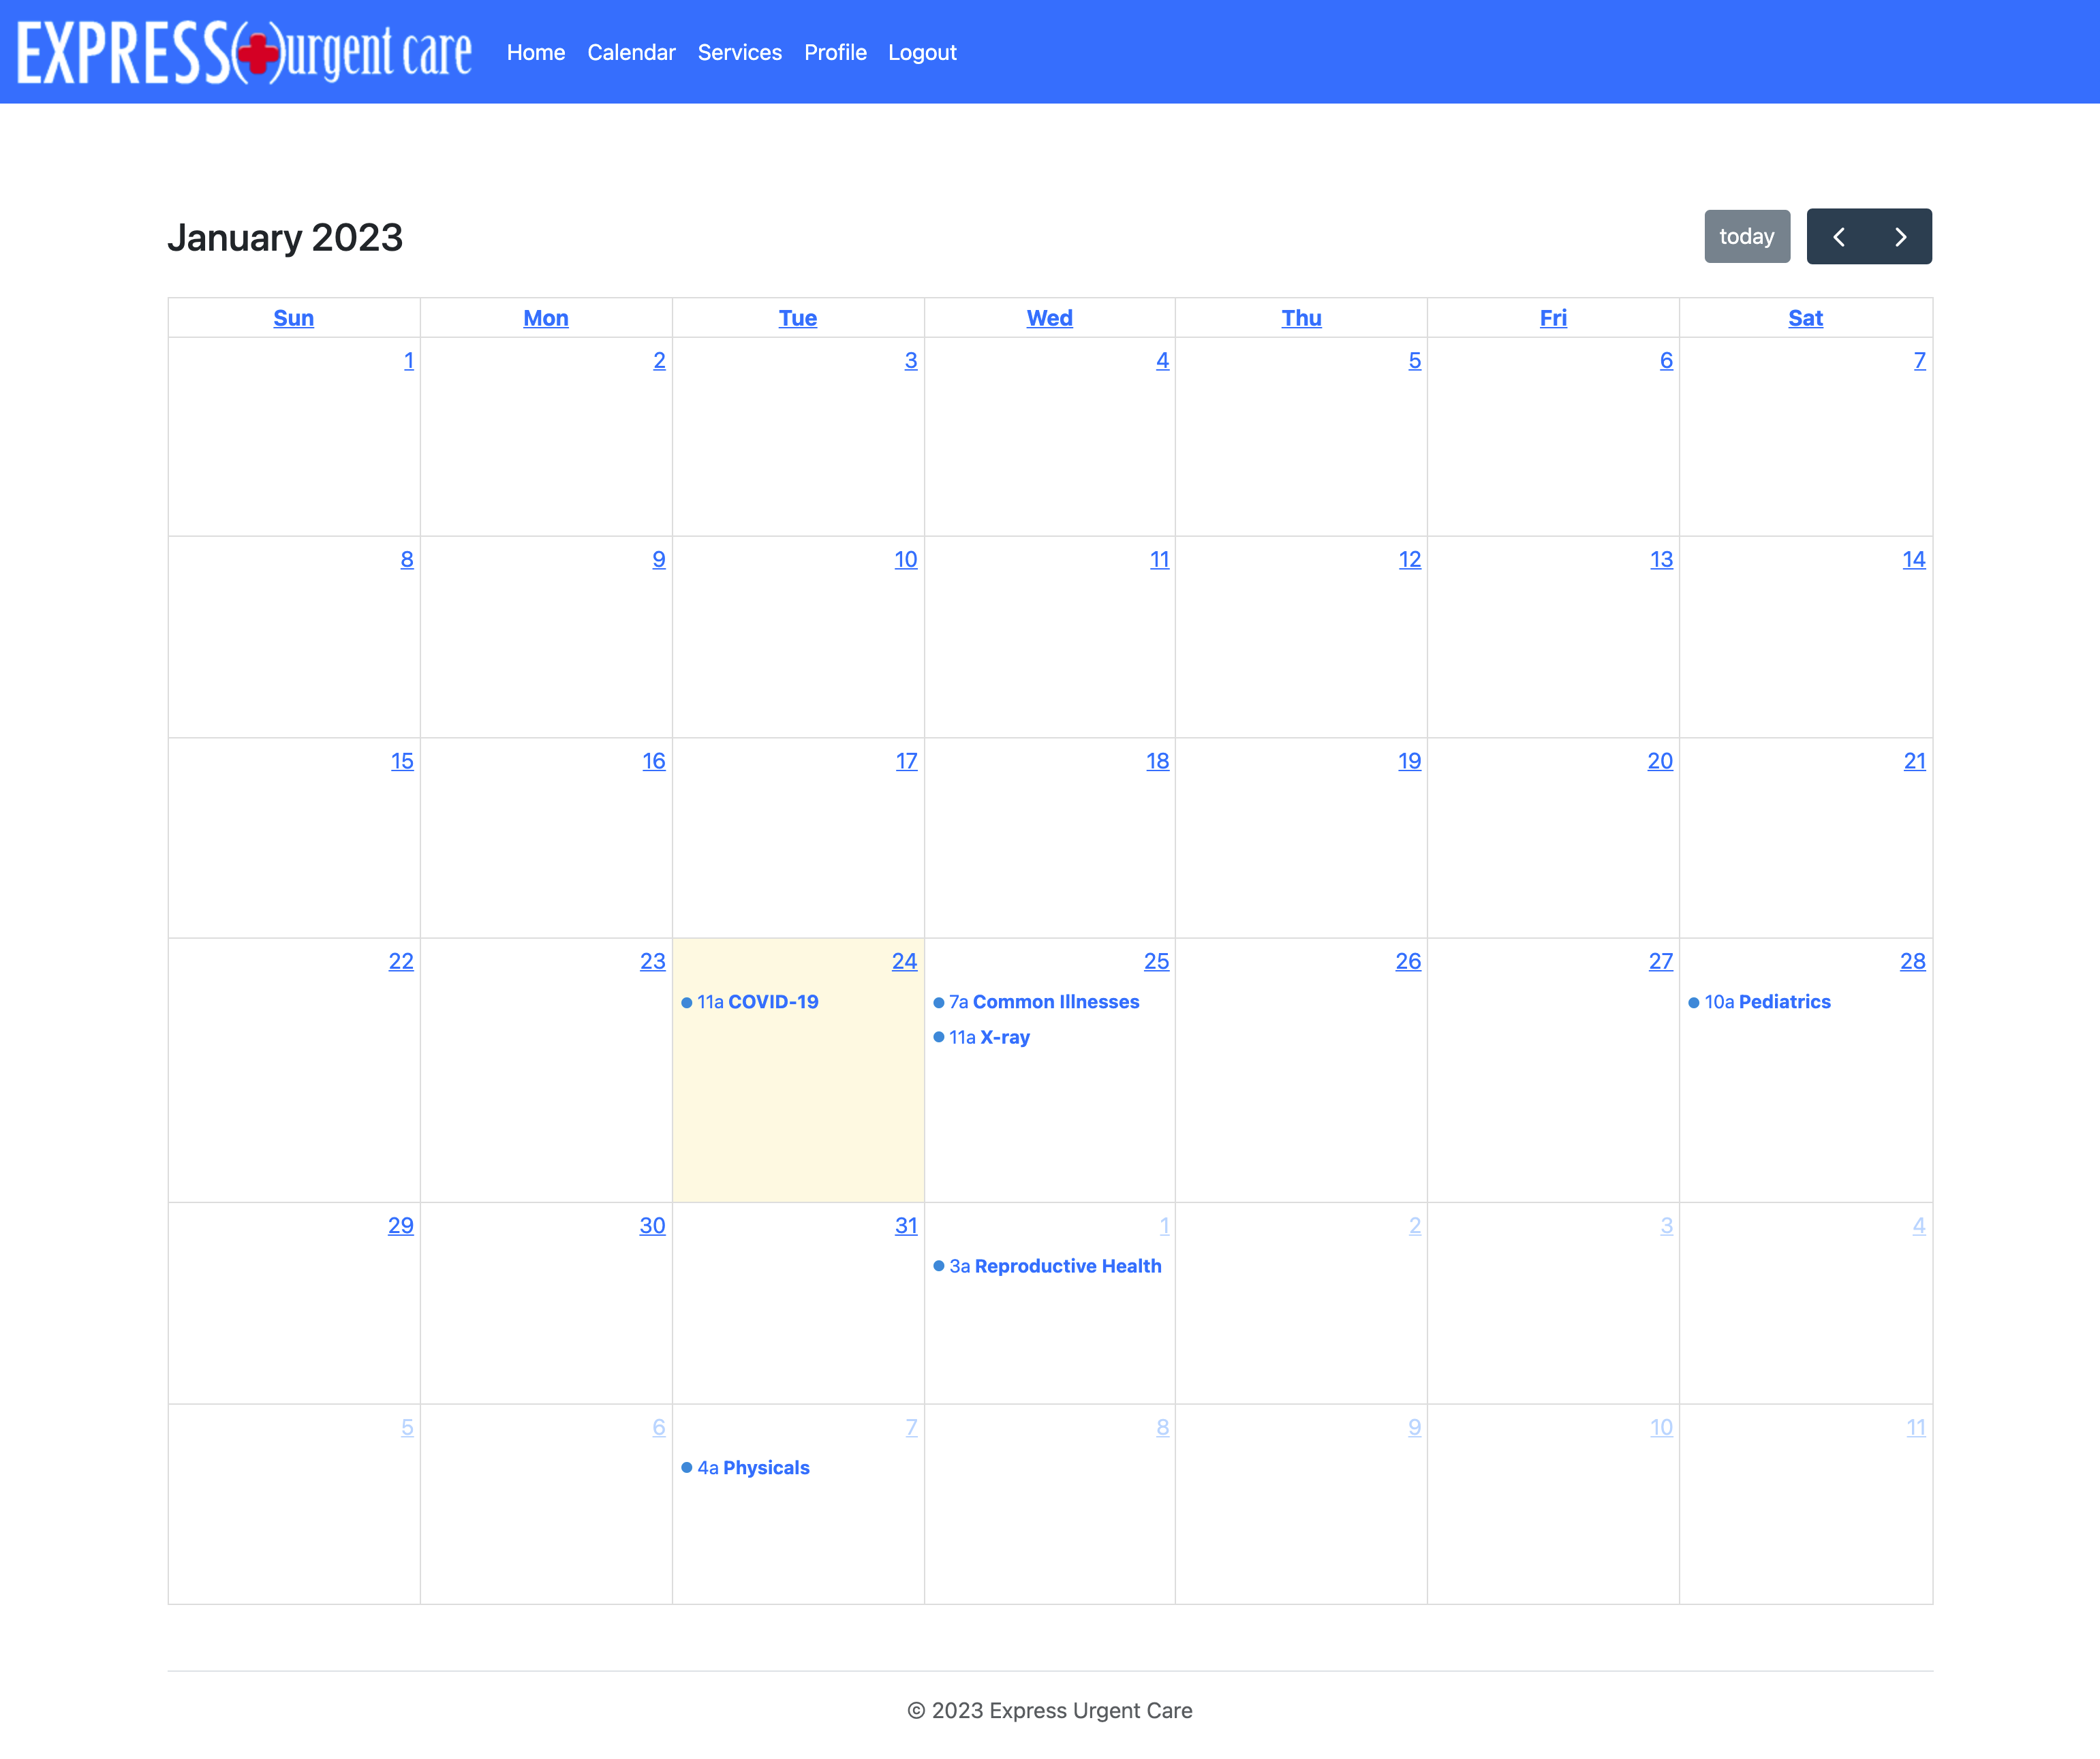 EXPRESS urgent care Home Calendar Services Profile Logout
January 2023 today
Sun Mon Tue Wed Thu Fri Sat
1 2 3 4 5 6 7
8 9 10 11 12 13 14
15 16 17 18 19 20 21
22 23 24 25 26 27 28
11a COVID-19 7a Common Illnesses 10a Pediatrics
11a X-ray
29 30 31 1 2 3 4
3a Reproductive Health
5 6 7 8 9 10 11
4a Physicals
© 2023 Express Urgent Care